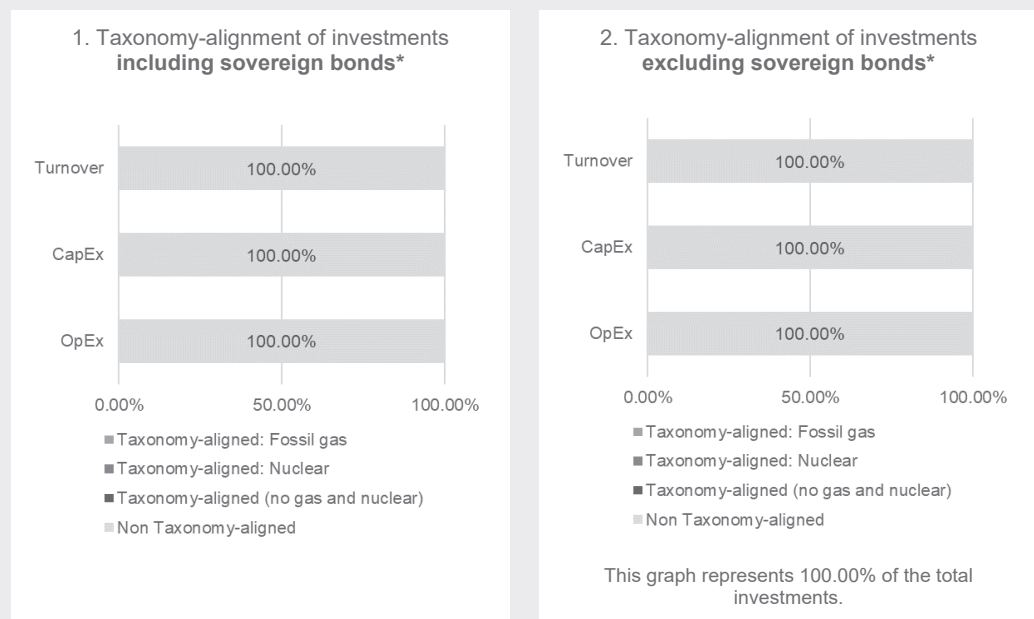 1. Taxonomy-alignment of investments
including sovereign bonds*
Turnover
100.00%
CapEx
100.00%
OpEx
100.00%
0.00%
50.00%
100.00%
Taxonomy-aligned: Fossil gas
Taxonomy-aligned: Nuclear
Taxonomy-aligned (no gas and nuclear)
Non Taxonomy-aligned
2. Taxonomy-alignment of investments
excluding sovereign bonds*
Turnover
100.00%
CapEx
100.00%
OpEx
100.00%
0.00%
50.00%
100.00%
Taxonomy-aligned: Fossil gas
Taxonomy-aligned: Nuclear
Taxonomy-aligned (no gas and nuclear)
Non Taxonomy-aligned
This graph represents 100.00% of the total
investments.